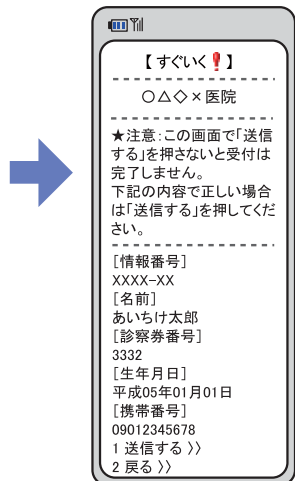 【すぐいく❗】
○△◇×医院
★注意:この画面で「送信
する」を押さないと受付は
完了しません。
下記の内容で正しい場合
は「送信する」を押してくだ
さい。
[情報番号]
XXXX-XX
[名前]
あいちけ太郎
[診察券番号]
3332
[生年月日]
平成05年01月01日
[携帯番号]
09012345678
1 送信する 〉〉
2 戻る 〉〉